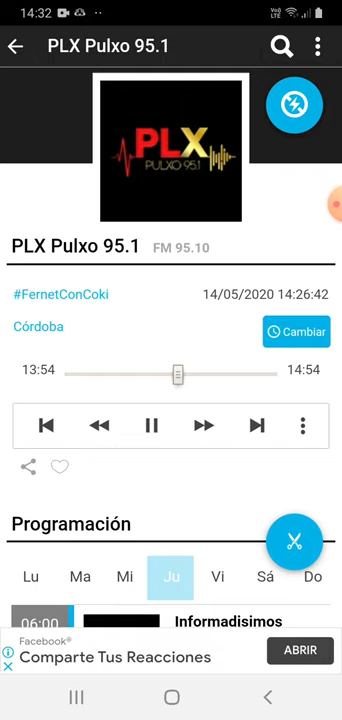 14:32
PLX Pulxo 95.1
PLX
PULXO 95.1
PLX Pulxo 95.1 FM 95.10
#FernetConCoki 14/05/2020 14:26:42
Córdoba Cambiar
13:54 14:54
Programación
Lu Ma Mi Ju Vi Sá Do
06:00 Informadisimos
Facebook®
Comparte Tus Reacciones ABRIR